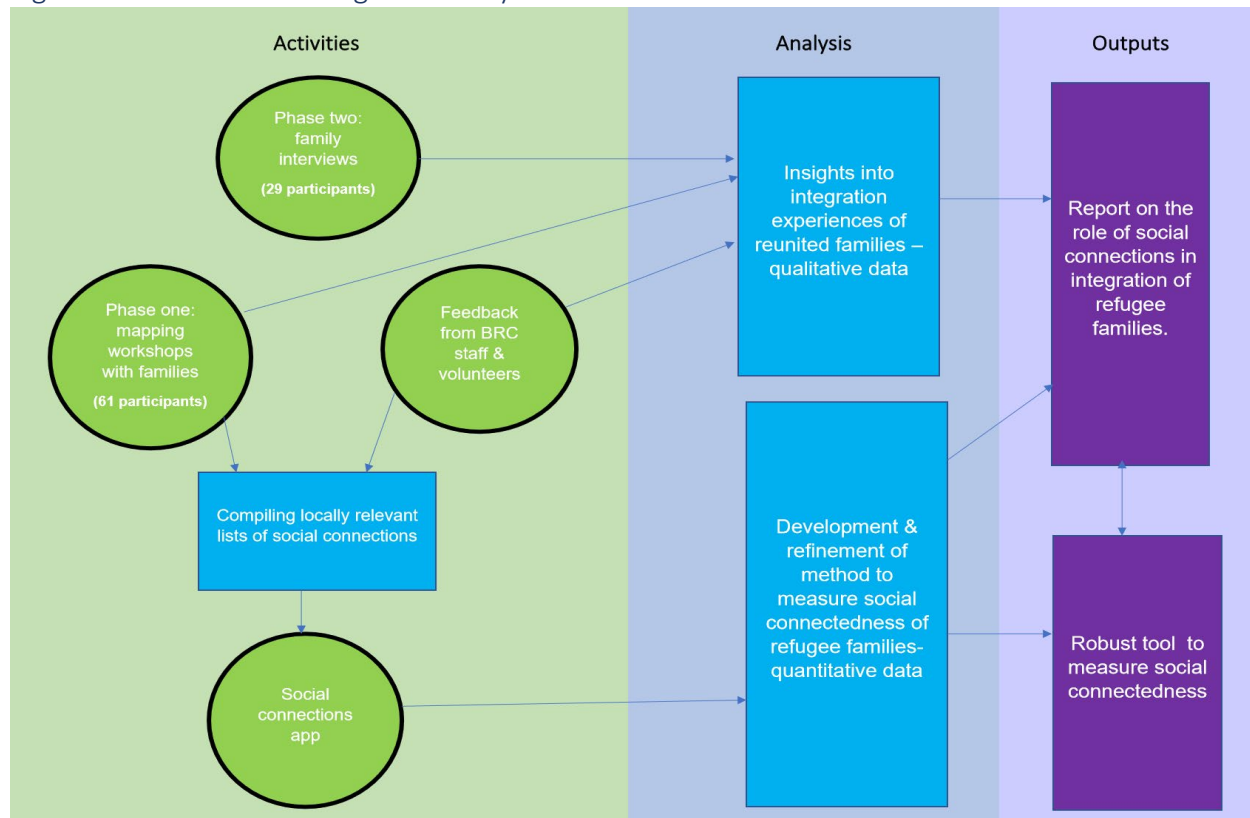 Activities
Analysis
Outputs
Phase two:
family
interviews
(29 participants)
Phase one:
mapping
workshops
with families
(61 participants)
Feedback
from BRC
staff &
volunteers
Compiling locally relevant
lists of social connections
Social
connections
app
Insights into
integration
experiences of
reunited families –
qualitative data
Development &
refinement of
method to
measure social
connectedness of
refugee families-
quantitative data
Report on the
role of social
connections in
integration of
refugee
families.
Robust tool to
measure social
connectedness